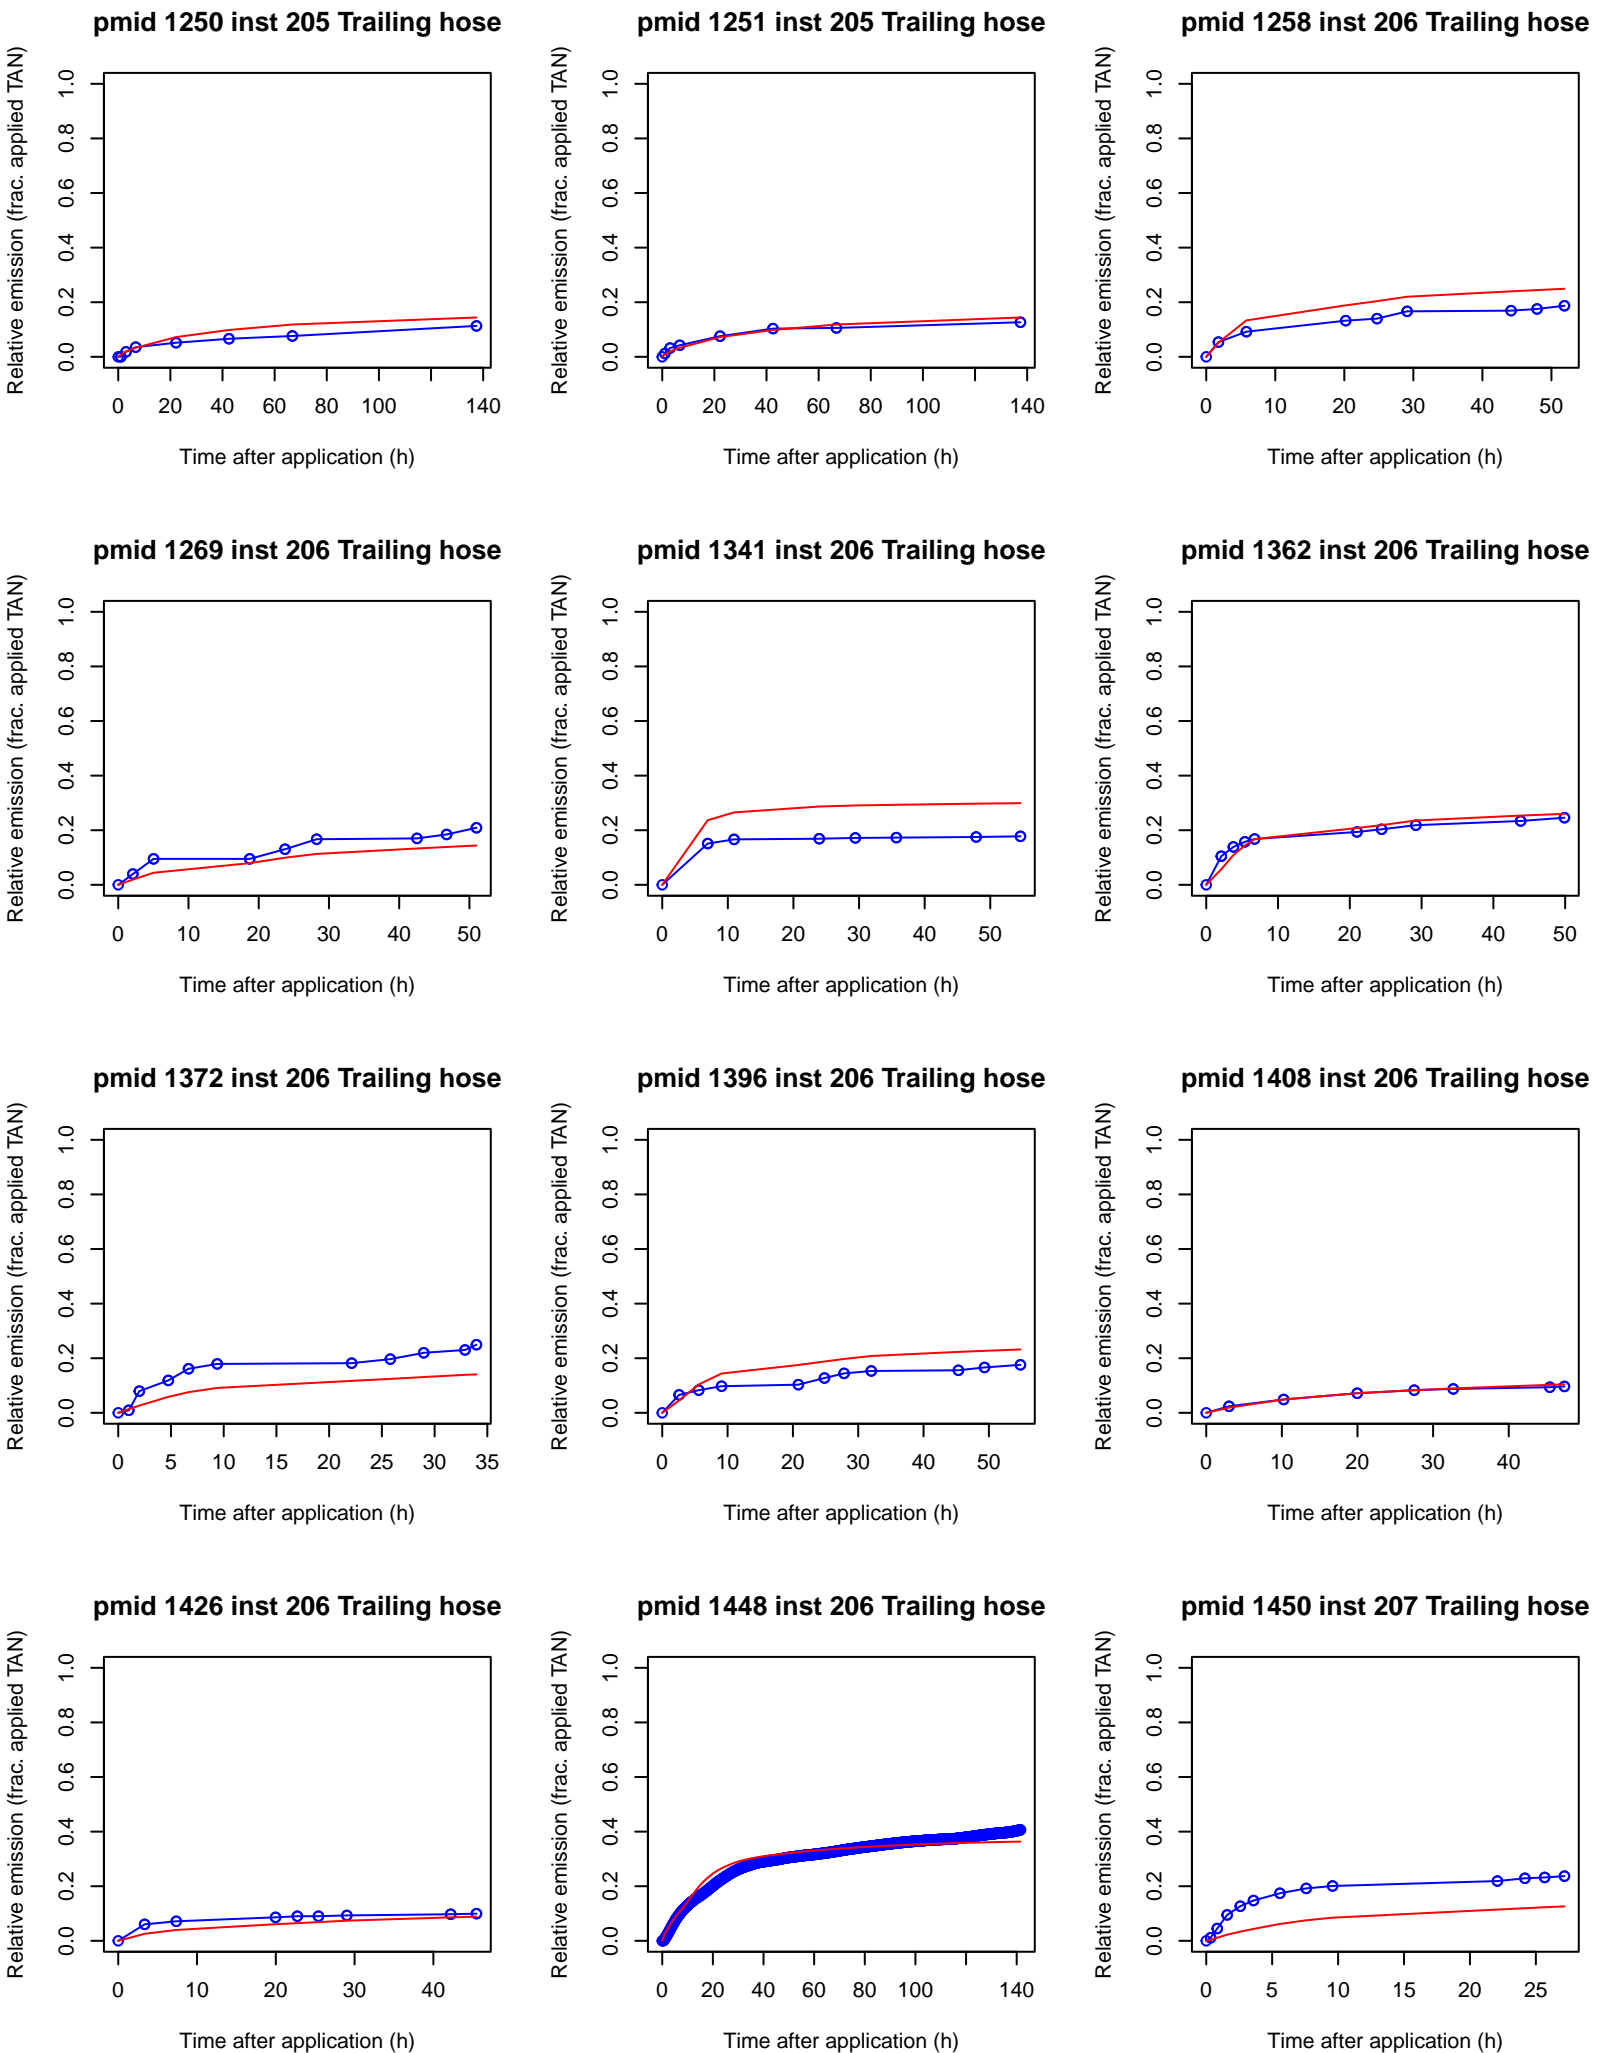 pmid 1250 inst 205 Trailing hose
Relative emission (frac. applied TAN)
1.0
0.8
0.6
0.4
0.2
0.0
0 20 40 60 80 100 140
Time after application (h)
pmid 1251 inst 205 Trailing hose
Relative emission (frac. applied TAN)
1.0
0.8
0.6
0.4
0.2
0.0
0 20 40 60 80 100 140
Time after application (h)
pmid 1258 inst 206 Trailing hose
Relative emission (frac. applied TAN)
1.0
0.8
0.6
0.4
0.2
0.0
0 10 20 30 40 50
Time after application (h)
pmid 1269 inst 206 Trailing hose
Relative emission (frac. applied TAN)
1.0
0.8
0.6
0.4
0.2
0.0
0 10 20 30 40 50
Time after application (h)
pmid 1341 inst 206 Trailing hose
Relative emission (frac. applied TAN)
1.0
0.8
0.6
0.4
0.2
0.0
0 10 20 30 40 50
Time after application (h)
pmid 1362 inst 206 Trailing hose
Relative emission (frac. applied TAN)
1.0
0.8
0.6
0.4
0.2
0.0
0 10 20 30 40 50
Time after application (h)
pmid 1372 inst 206 Trailing hose
Relative emission (frac. applied TAN)
1.0
0.8
0.6
0.4
0.2
0.0
0 5 10 15 20 25 30 35
Time after application (h)
pmid 1396 inst 206 Trailing hose
Relative emission (frac. applied TAN)
1.0
0.8
0.6
0.4
0.2
0.0
0 10 20 30 40 50
Time after application (h)
pmid 1408 inst 206 Trailing hose
Relative emission (frac. applied TAN)
1.0
0.8
0.6
0.4
0.2
0.0
0 10 20 30 40
Time after application (h)
pmid 1426 inst 206 Trailing hose
Relative emission (frac. applied TAN)
1.0
0.8
0.6
0.4
0.2
0.0
0 10 20 30 40
Time after application (h)
pmid 1448 inst 206 Trailing hose
Relative emission (frac. applied TAN)
1.0
0.8
0.6
0.4
0.2
0.0
0 20 40 60 80 100 140
Time after application (h)
pmid 1450 inst 207 Trailing hose
Relative emission (frac. applied TAN)
1.0
0.8
0.6
0.4
0.2
0.0
0 5 10 15 20 25
Time after application (h)